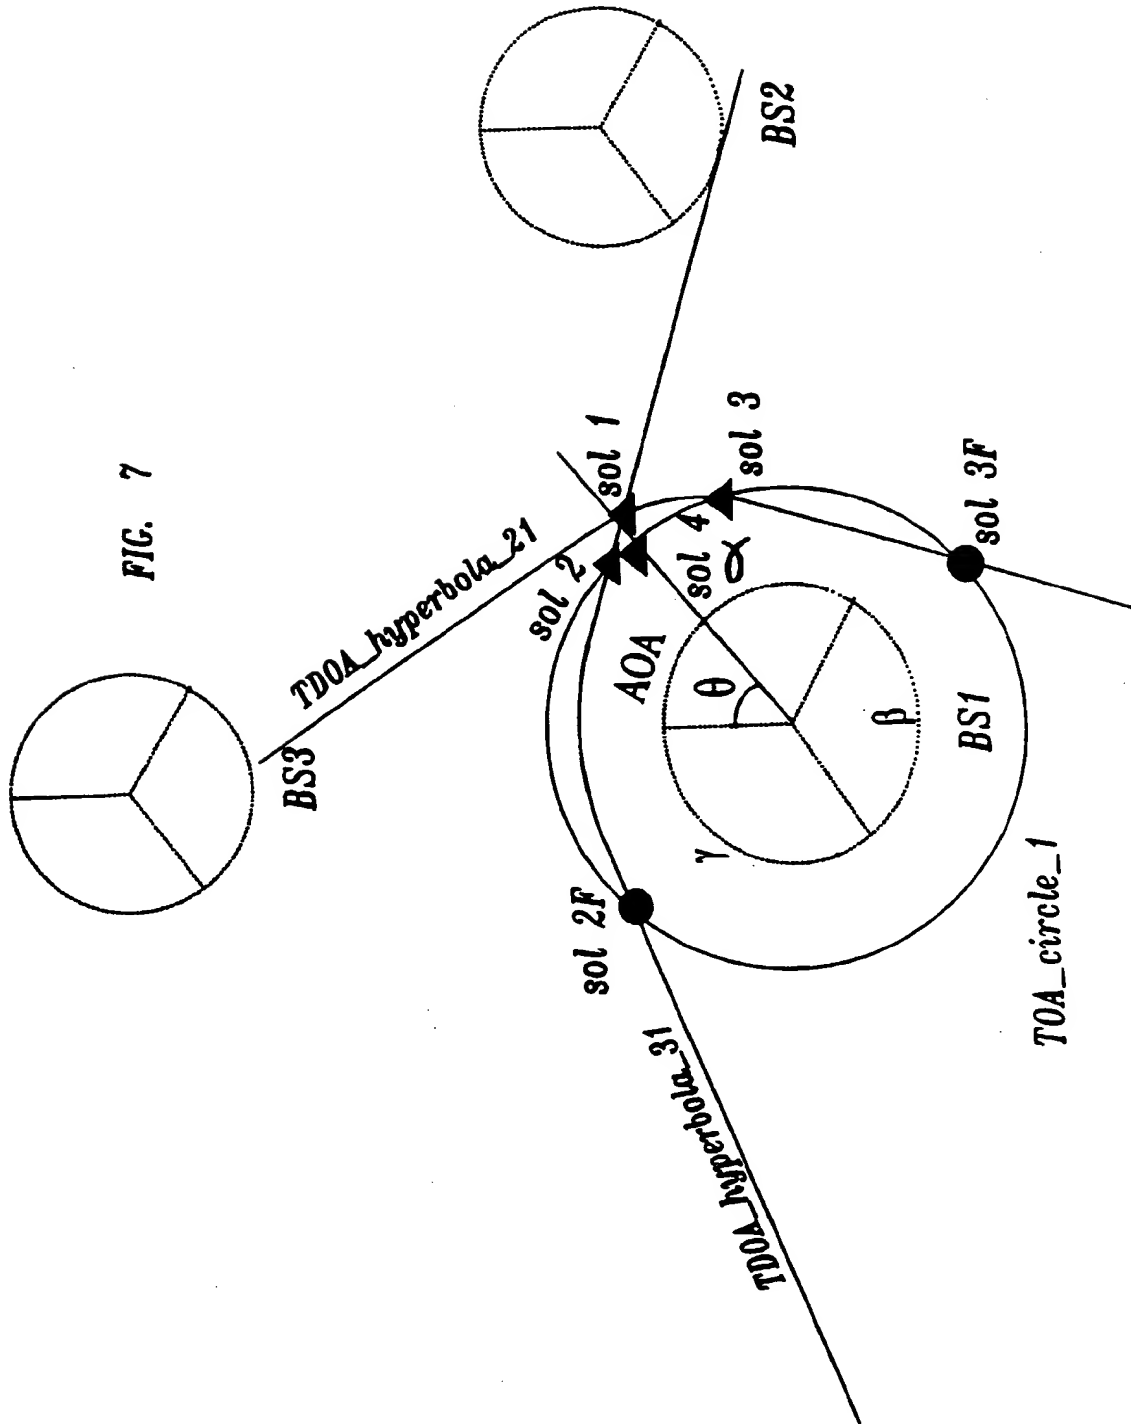 FIG. 7
BS3
TDOA_hyperbola_21
BS2
sol 1
sol 2
sol 4
sol 3
AOA
θ
γ
β
γ
BS1
sol 3F
sol 2F
TDOA_hyperbola_31
TOA_circle_1